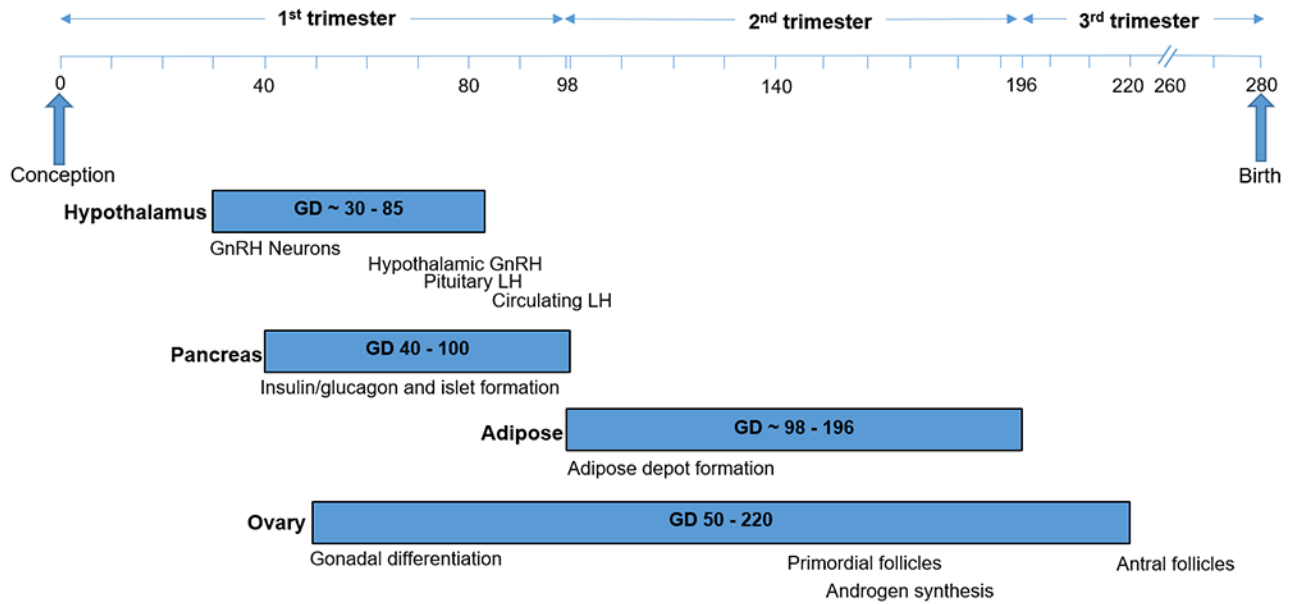 1st trimester
2nd trimester
3rd trimester
0 40 80 98 140 196 220 260 280
Conception
Birth
Hypothalamus
GD ~ 30 - 85
GnRH Neurons
Hypothalamic GnRH
Pituitary LH
Circulating LH
Pancreas
GD 40 - 100
Insulin/glucagon and islet formation
Adipose
GD ~ 98 - 196
Adipose depot formation
Ovary
GD 50 - 220
Gonadal differentiation
Primordial follicles
Antral follicles
Androgen synthesis